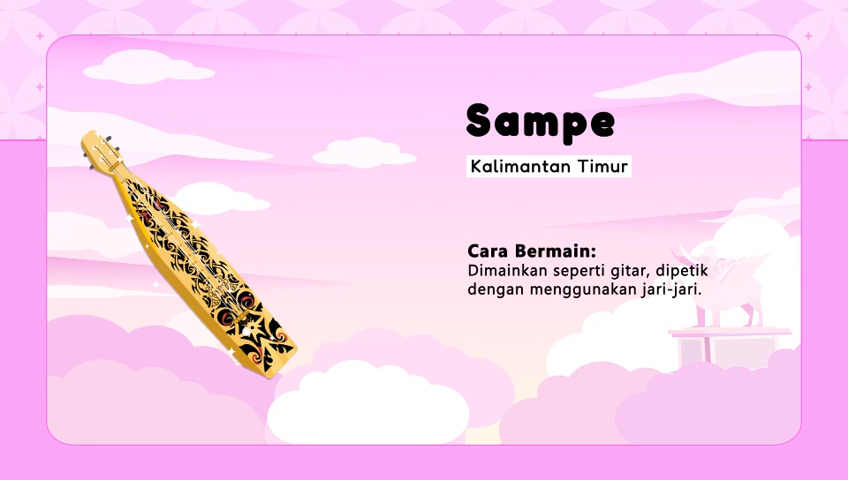 Sampe
Kalimantan Timur
Cara Bermain:
Dimainkan seperti gitar, dipetik
dengan menggunakan jari-jari.